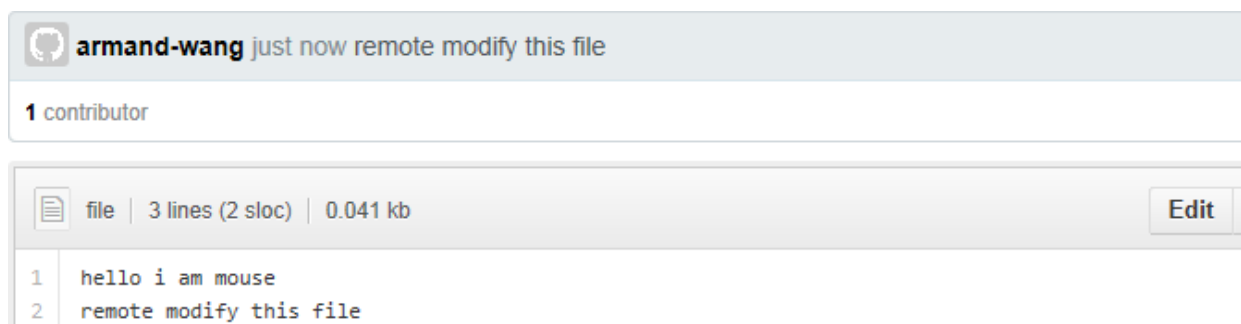 armand-wang just now remote modify this file
1 contributor
file | 3 lines (2 sloc) | 0.041 kb Edit
1 hello i am mouse
2 remote modify this file